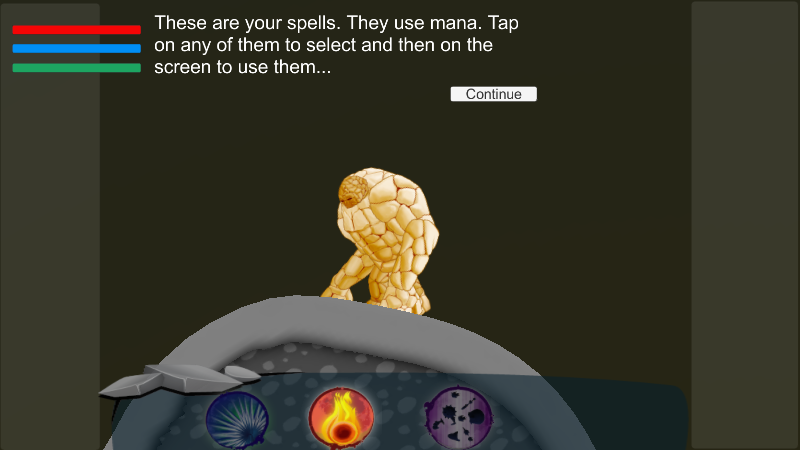 These are your spells. They use mana. Tap
on any of them to select and then on the
screen to use them...
Continue